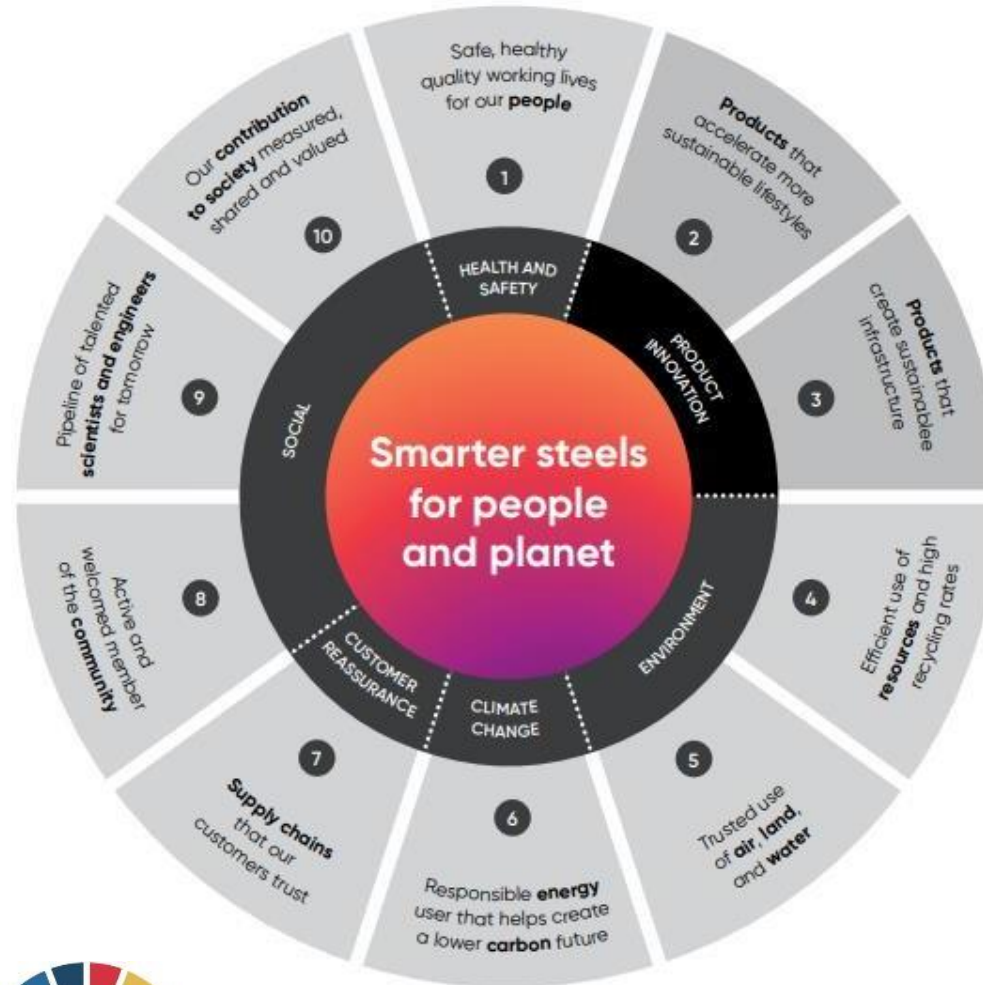 Safe, healthy
quality working lives
for our people
1
Products that
accelerate more
sustainable lifestyles
2
Products that
create sustainablee
infrastructure
3
Efficient use of
resources and high
recycling rates
4
Trusted use
of air, land,
and water
5
Responsible energy
user that helps create
a lower carbon future
6
Supply chains
that our
customers trust
7
Active and
welcomed member
of the community
8
Pipeline of talented
scientists and engineers
for tomorrow
9
Our contribution
to society measured,
shared and valued
10
HEALTH AND
SAFETY
PRODUCT
INNOVATION
ENVIRONMENT
CLIMATE
CHANGE
CUSTOMER
REASSURANCE
SOCIAL
Smarter steels
for people
and planet